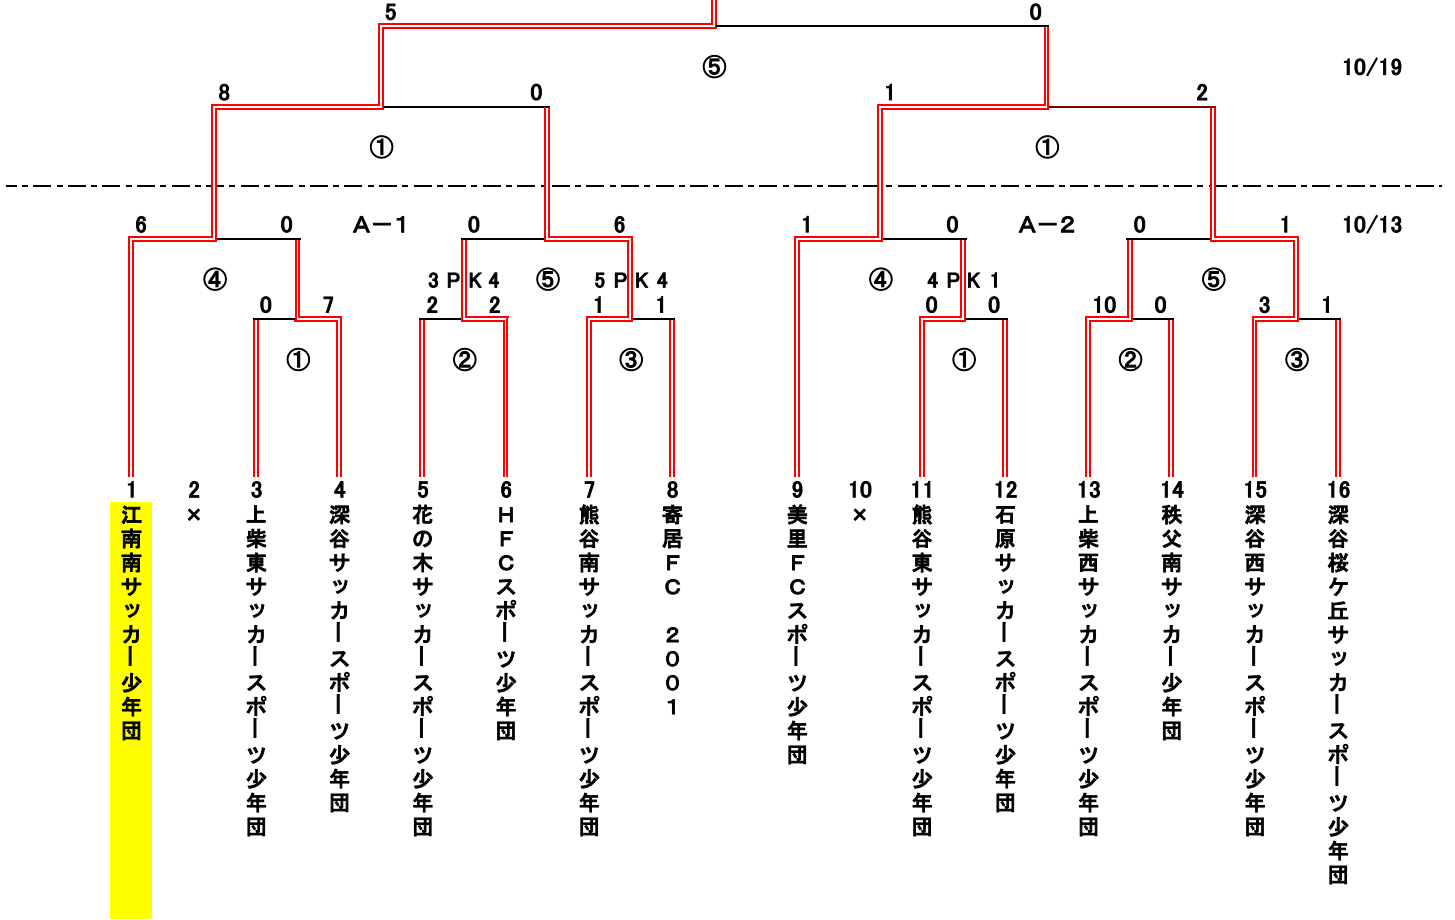 5 0
⑤ 10/19
8 0 1 2
① ①
6 0 A－1 0 6 1 0 A－2 0 1 10/13
④ 3PK4 ⑤ 5PK4 ④ 4PK1 ⑤
0 7 2 2 1 1 0 0 10 0 3 1
① ② ③ ① ② ③
1 2 3 4 5 6 7 8 9 10 11 12 13 14 15 16
江南南サッカー少年団
×
上柴東サッカースポーツ少年団
深谷サッカースポーツ少年団
花の木サッカースポーツ少年団
HFCスポーツ少年団
熊谷南サッカースポーツ少年団
寄居FC 2001
美里FCスポーツ少年団
×
熊谷東サッカースポーツ少年団
石原サッカースポーツ少年団
上柴西サッカースポーツ少年団
秩父南サッカー少年団
深谷西サッカースポーツ少年団
深谷桜ケ丘サッカースポーツ少年団